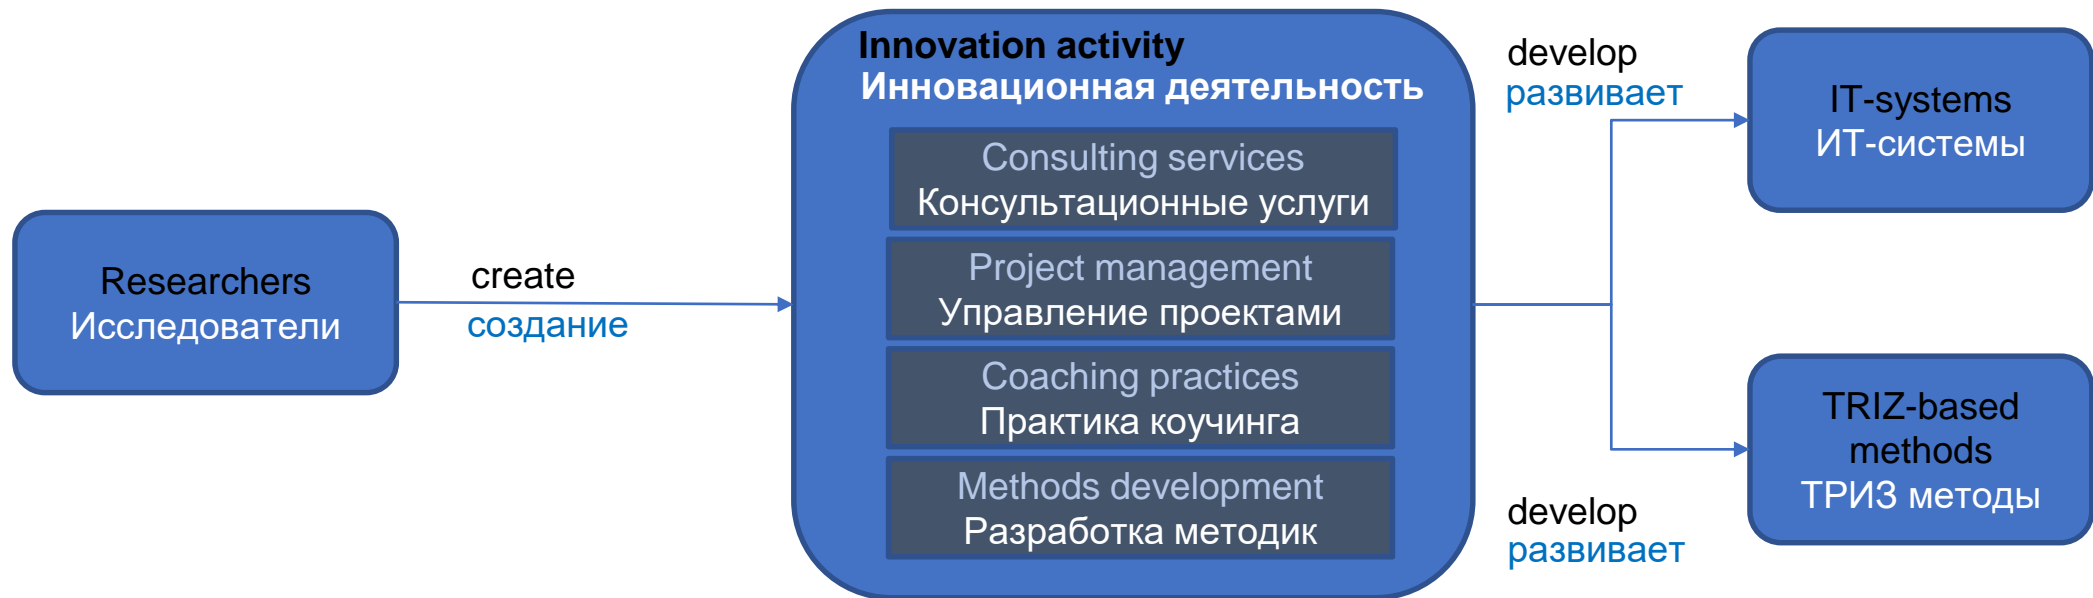 Researchers
Исследователи
create
создание
Innovation activity
Инновационная деятельность
Consulting services
Консультационные услуги
Project management
Управление проектами
Coaching practices
Практика коучинга
Methods development
Разработка методик
develop
развивает
IT-systems
ИТ-системы
develop
развивает
TRIZ-based
methods
ТРИЗ методы